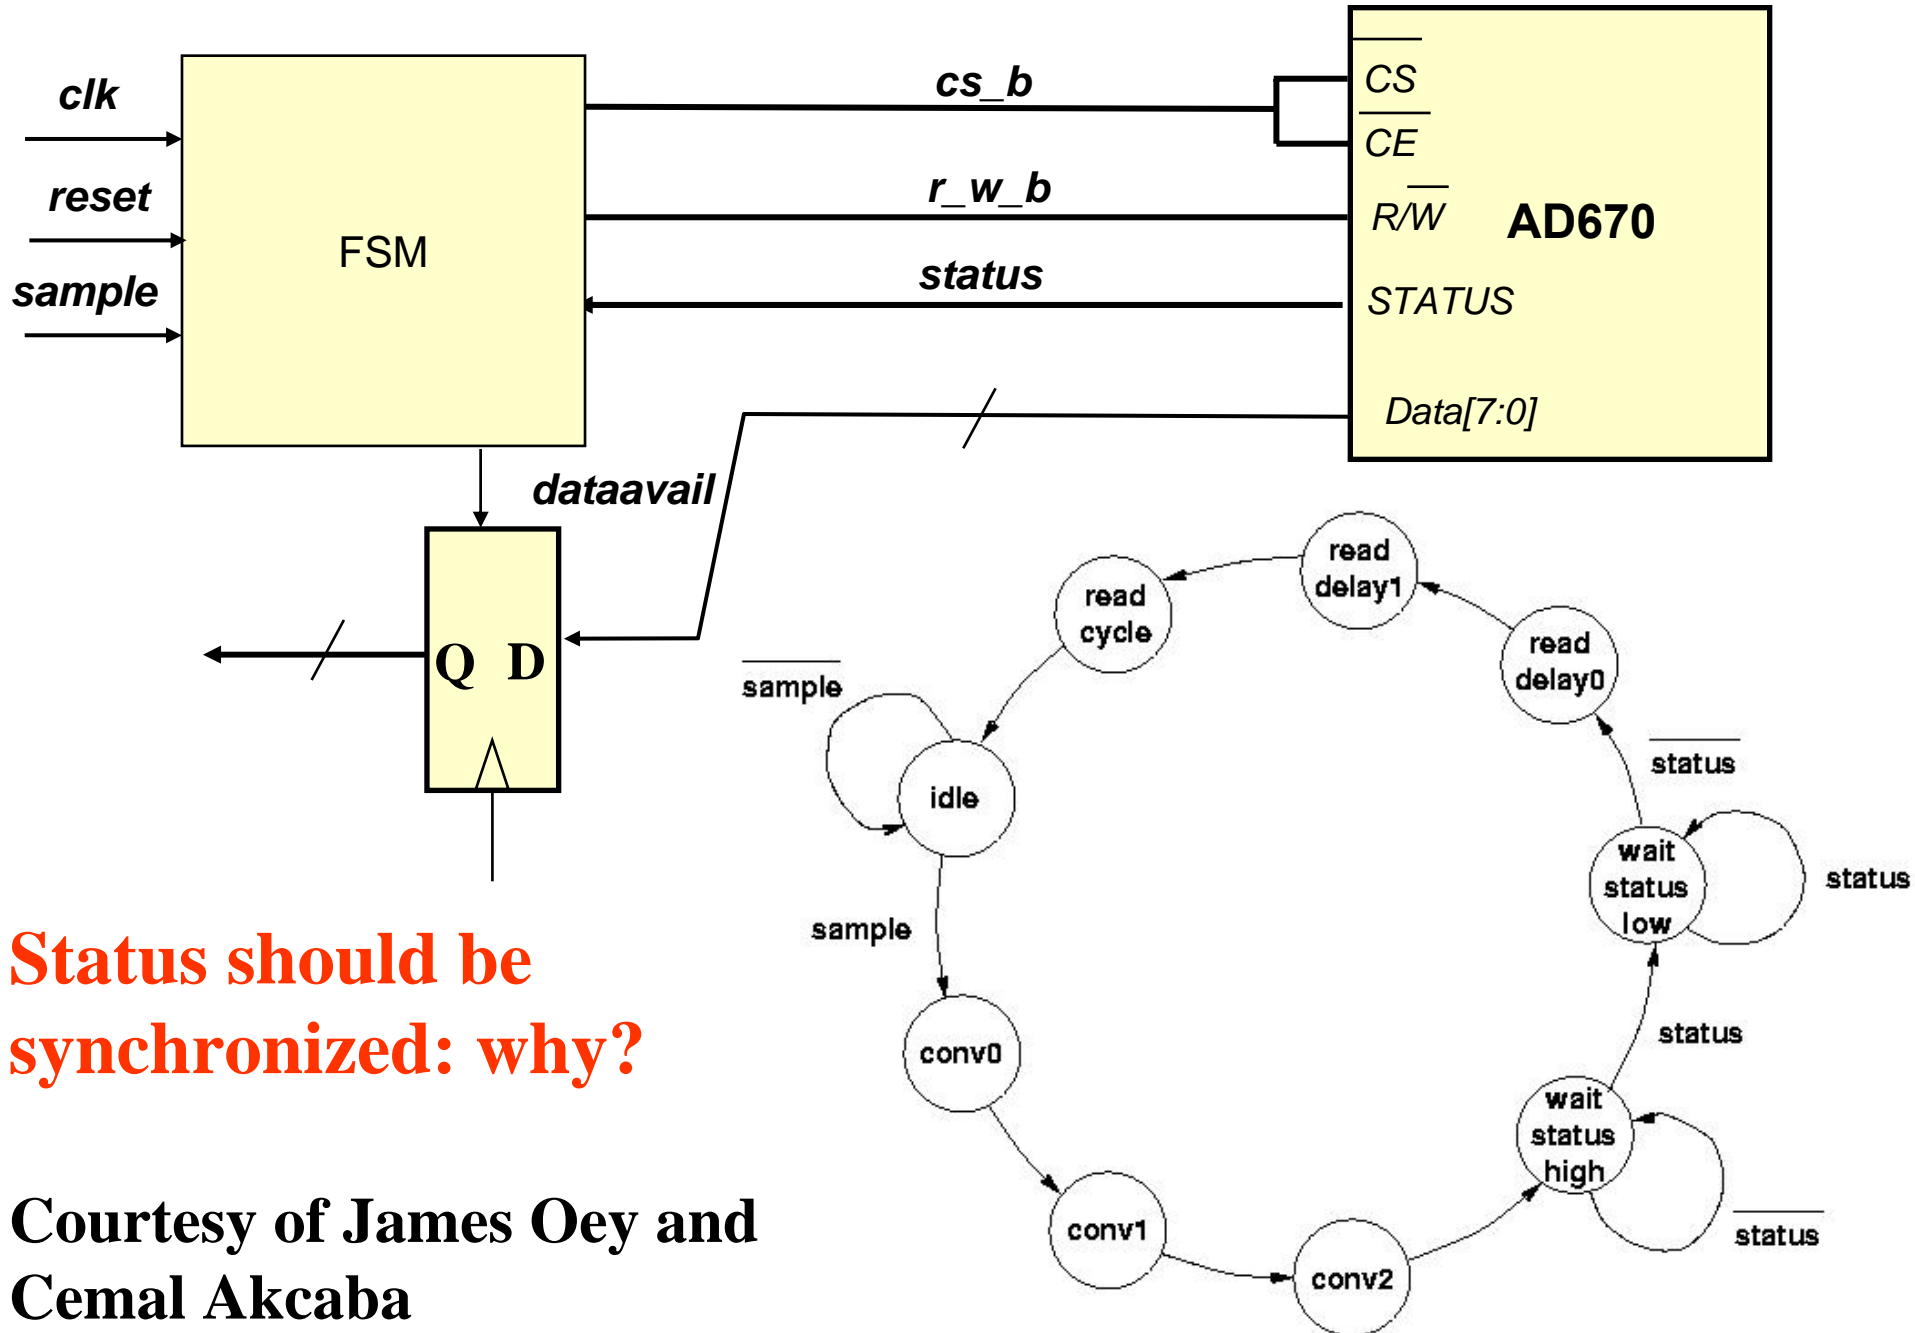 clk
reset
sample
FSM
cs_b
r_w_b
status
dataavail
CS
CE
R/W
AD670
STATUS
Data[7:0]
Q D
read
delay1
read
cycle
read
delay0
sample
idle
status
wait
status
low
status
sample
conv0
status
wait
status
high
conv1
conv2
status
Status should be
synchronized: why?
Courtesy of James Oey and
Cemal Akcaba